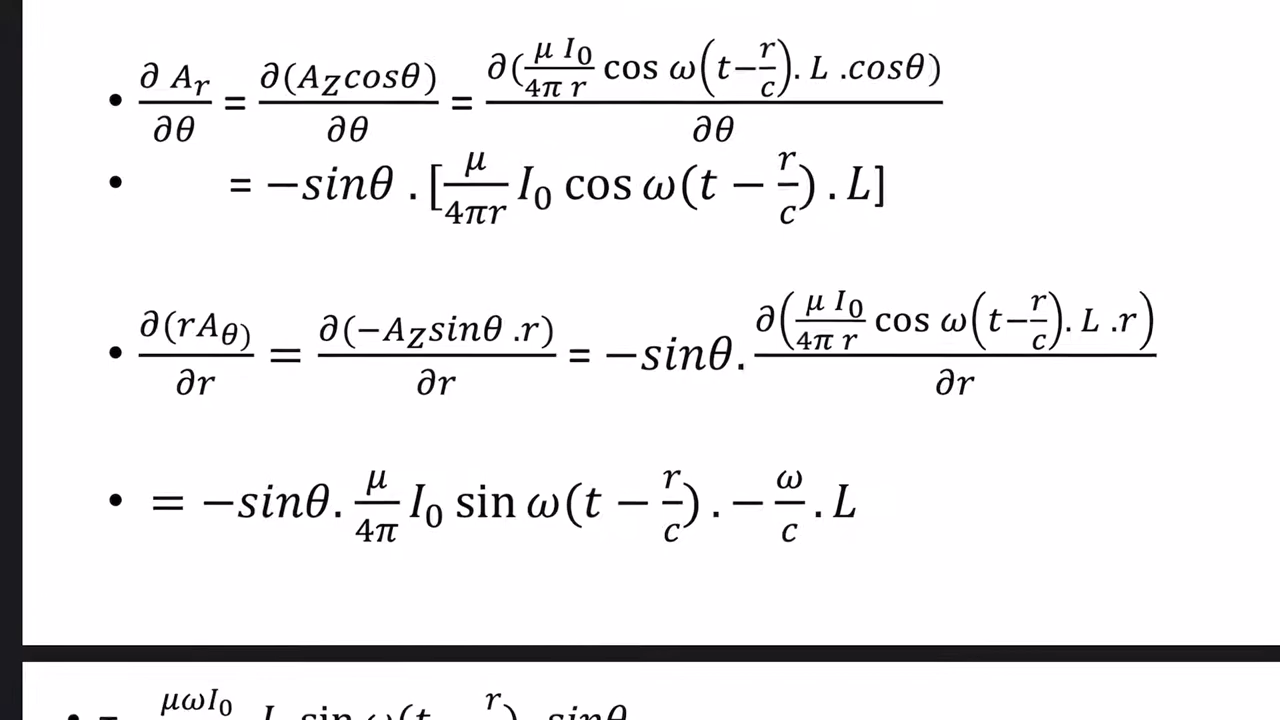 • ∂ A_r/∂θ = ∂(A_Z cosθ)/∂θ = ∂(μ I_0/4π r cos ω(t−r/c). L .cosθ)/∂θ
• = −sinθ .[μ/4πr I_0 cos ω(t − r/c) . L]
• ∂(rA_θ)/∂r = ∂(−A_Z sinθ .r)/∂r = −sinθ. ∂(μ I_0/4π r cos ω(t−r/c). L .r)/∂r
• = −sinθ. μ/4π I_0 sin ω(t − r/c) . − ω/c . L